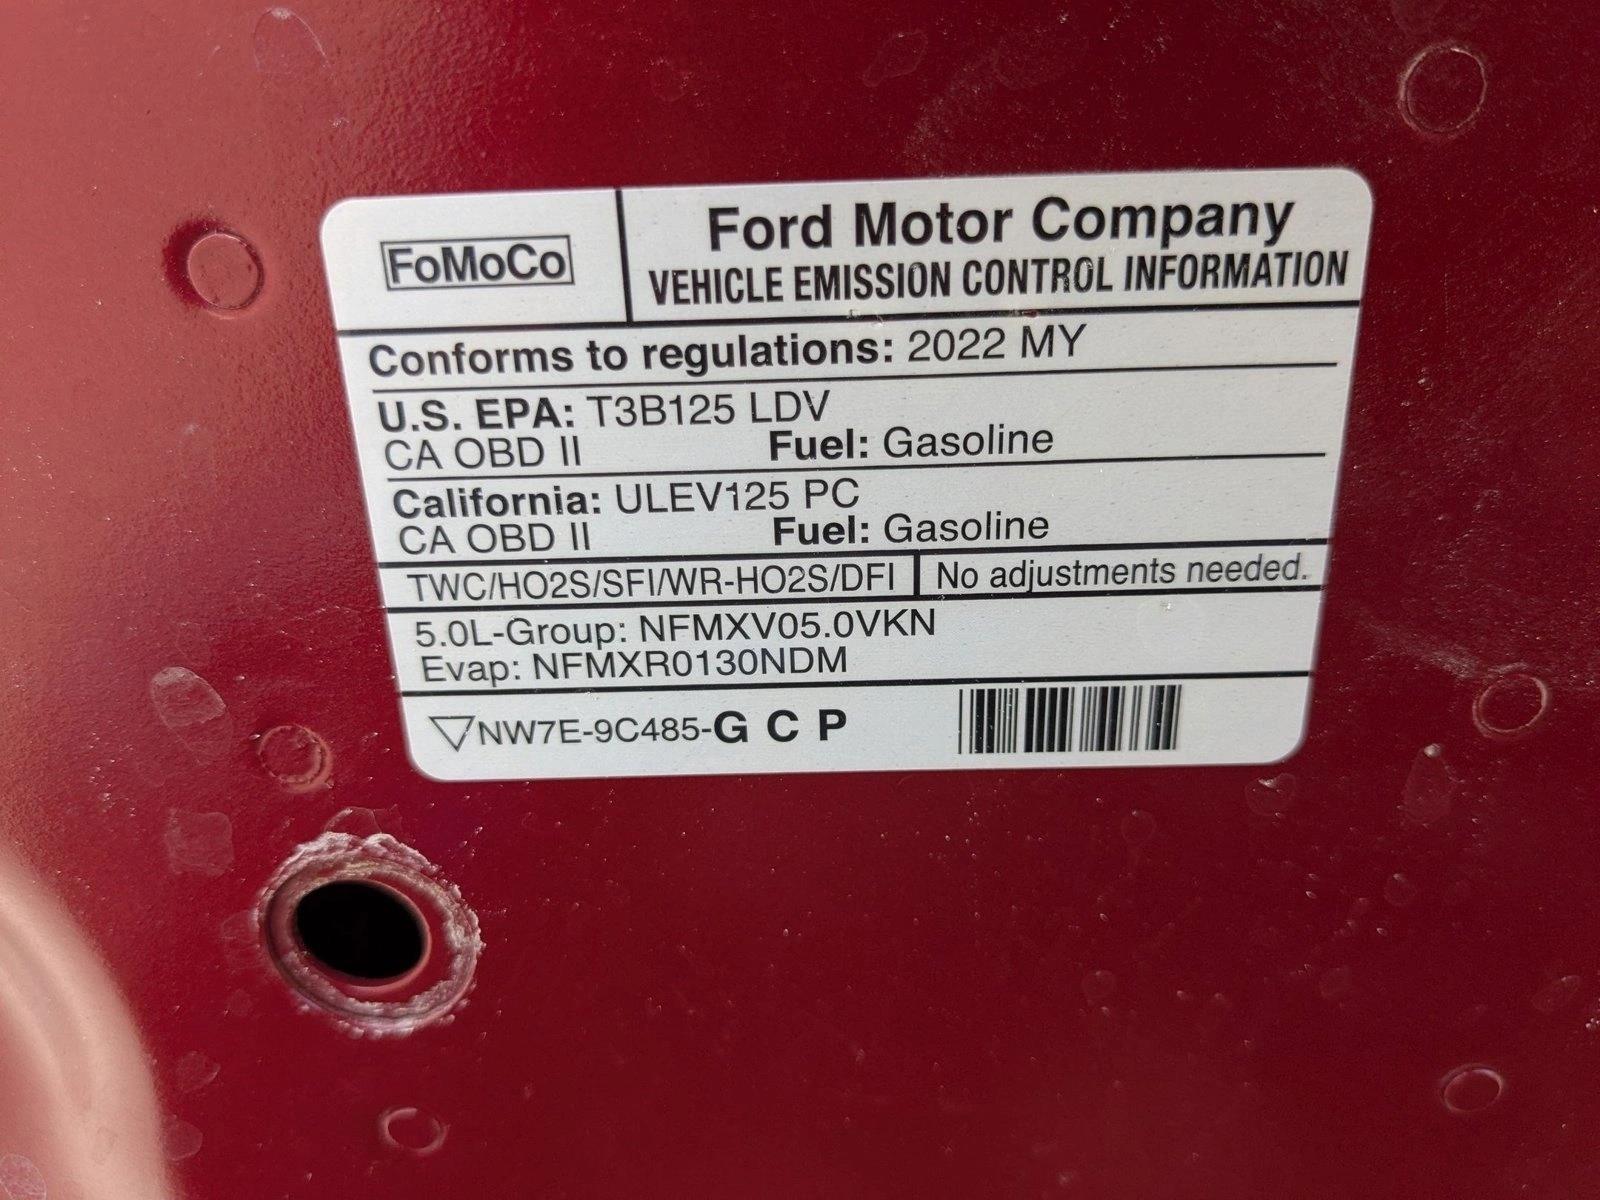 FoMoCo
Ford Motor Company
VEHICLE EMISSION CONTROL INFORMATION
Conforms to regulations: 2022 MY
U.S. EPA: T3B125 LDV
CA OBD II Fuel: Gasoline
California: ULEV125 PC
CA OBD II Fuel: Gasoline
TWC/HO2S/SFI/WR-HO2S/DFI No adjustments needed.
5.0L-Group: NFMXV05.0VKN
Evap: NFMXR0130NDM
NW7E-9C485-G C P